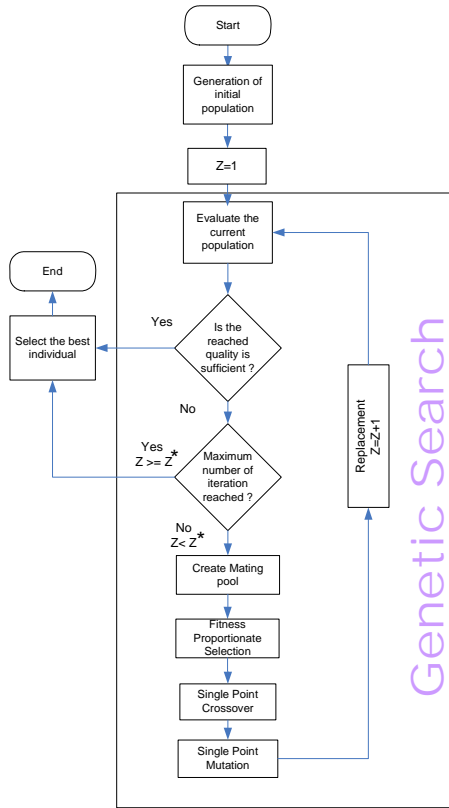 Start
Generation of
initial
population
Z=1
Evaluate the
current
population
End
Yes
Is the
reached
quality is
sufficient ?
Select the best
individual
No
Yes
Z >= Z*
Maximum
number of
iteration
reached ?
Replacement
Z=Z+1
No
Z< Z*
Create Mating
pool
Fitness
Proportionate
Selection
Single Point
Crossover
Single Point
Mutation
Genetic Search